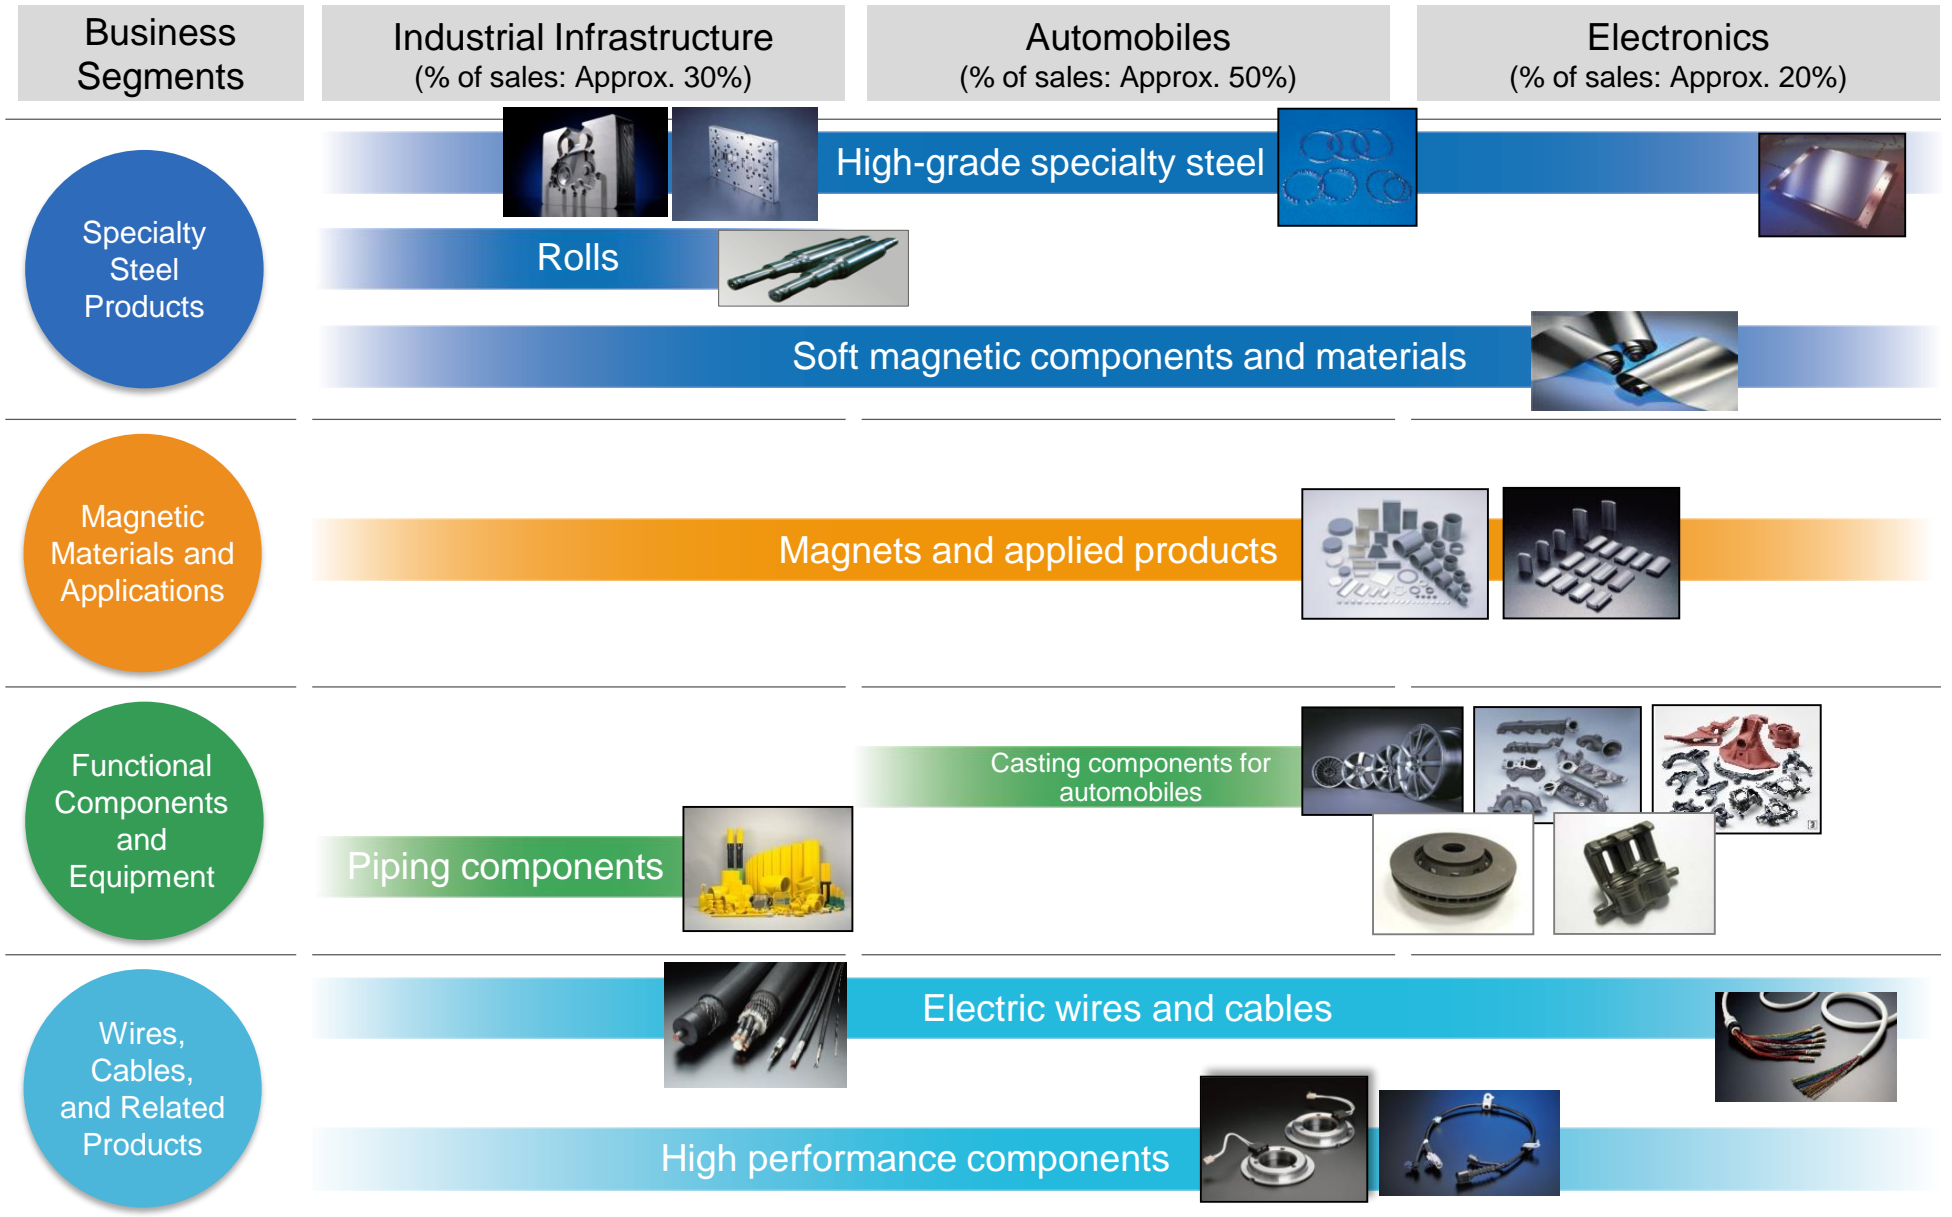 Business
Segments
Industrial Infrastructure
(% of sales: Approx. 30%)
Automobiles
(% of sales: Approx. 50%)
Electronics
(% of sales: Approx. 20%)
Specialty
Steel
Products
High-grade specialty steel
Rolls
Soft magnetic components and materials
Magnetic
Materials and
Applications
Magnets and applied products
Functional
Components
and
Equipment
Casting components for
automobiles
Piping components
Wires,
Cables,
and Related
Products
Electric wires and cables
High performance components